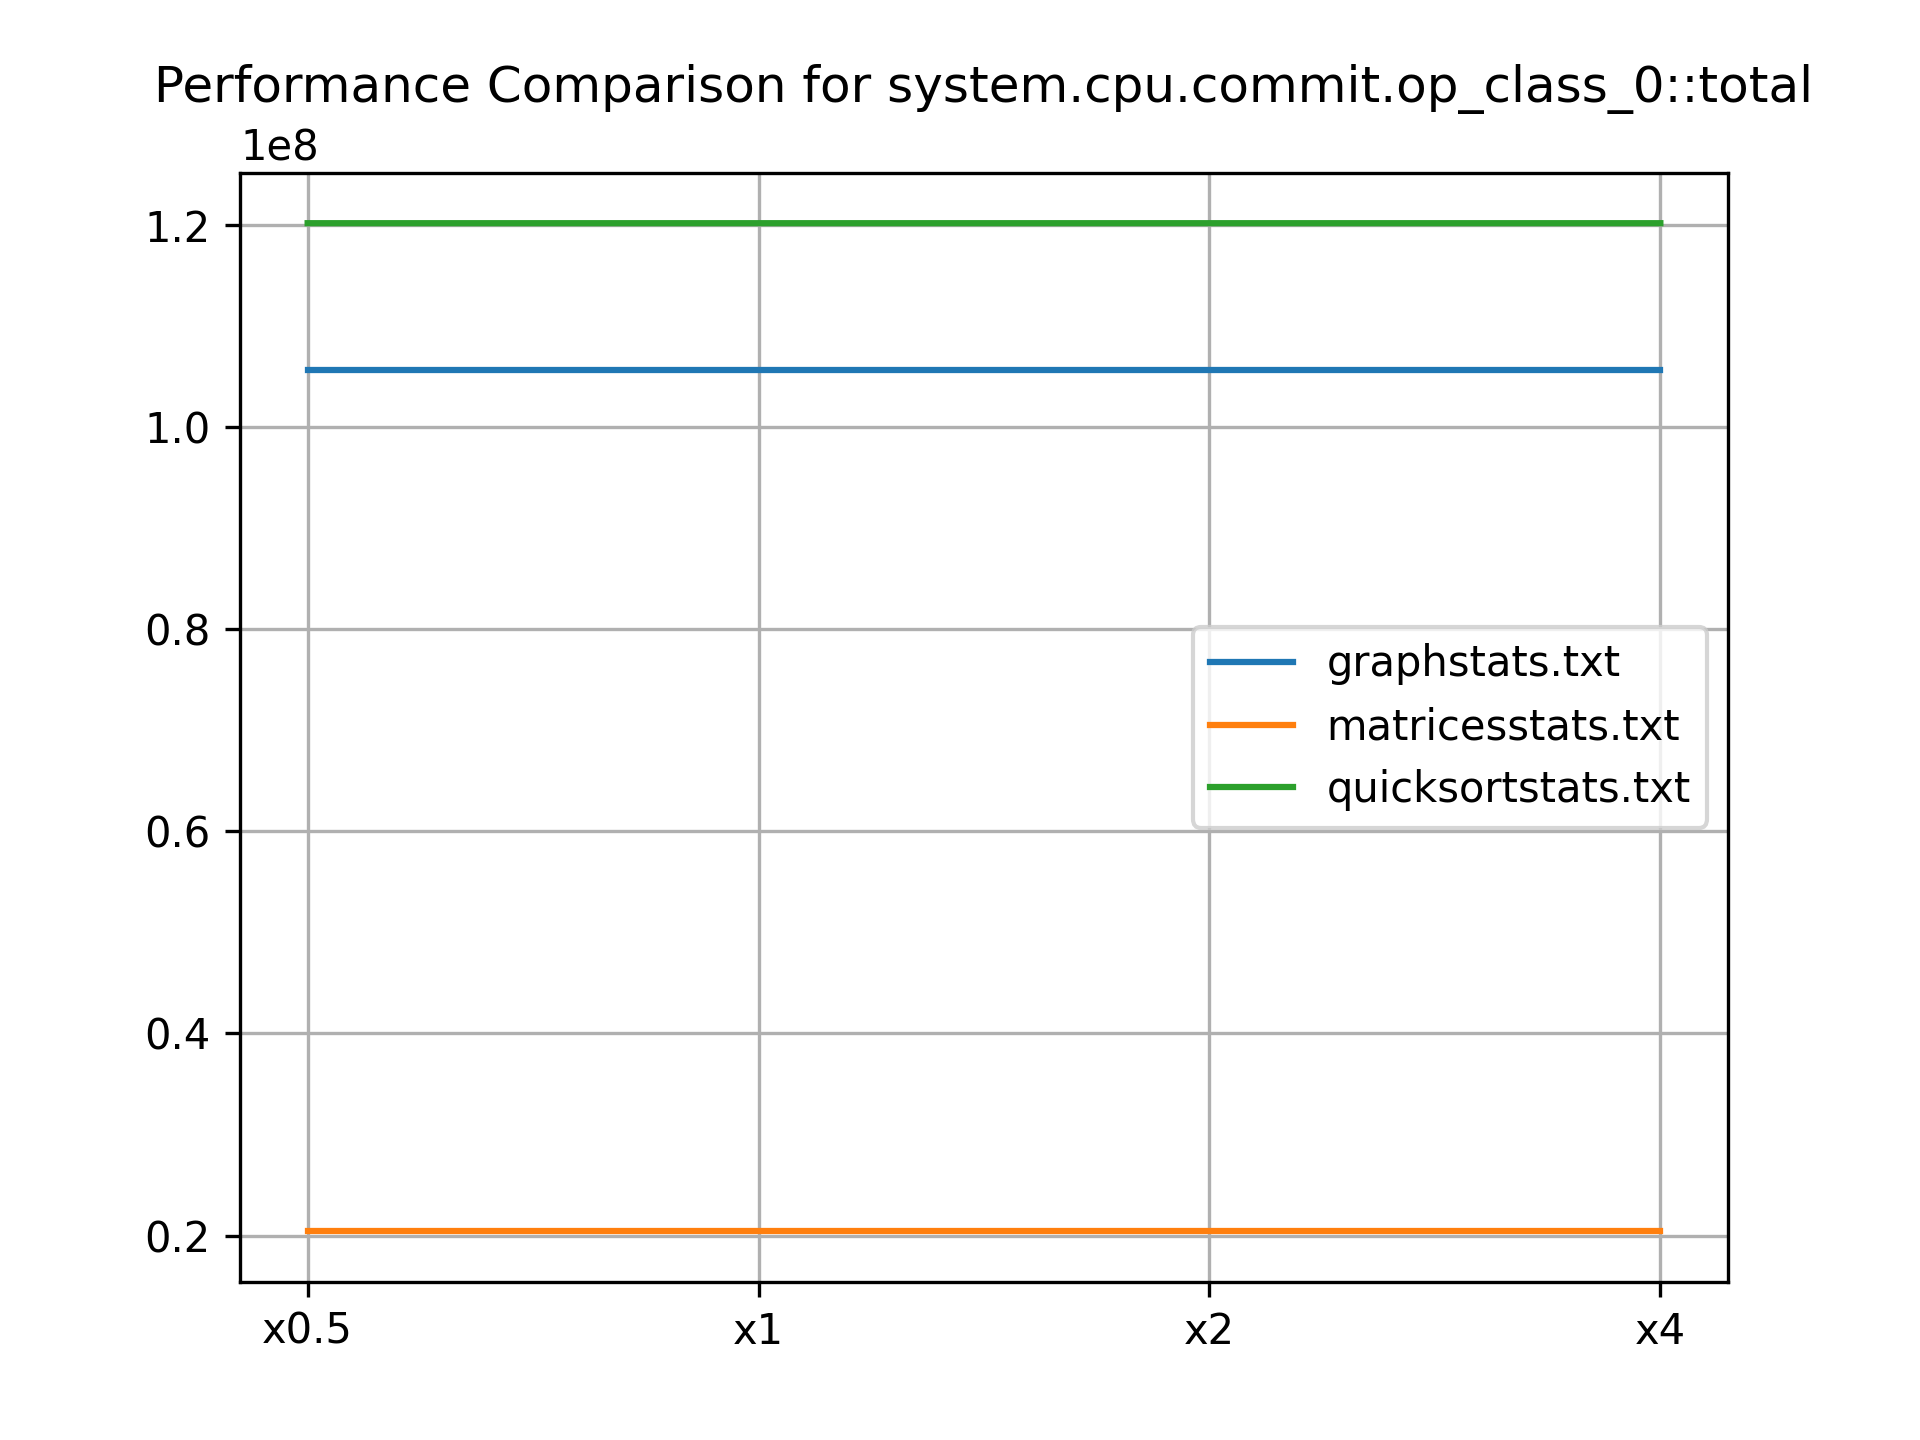 Performance Comparison for system.cpu.commit.op_class_0::total
1e8
1.2
1.0
0.8
0.6
0.4
0.2
graphstats.txt
matricesstats.txt
quicksortstats.txt
x0.5 x1 x2 x4